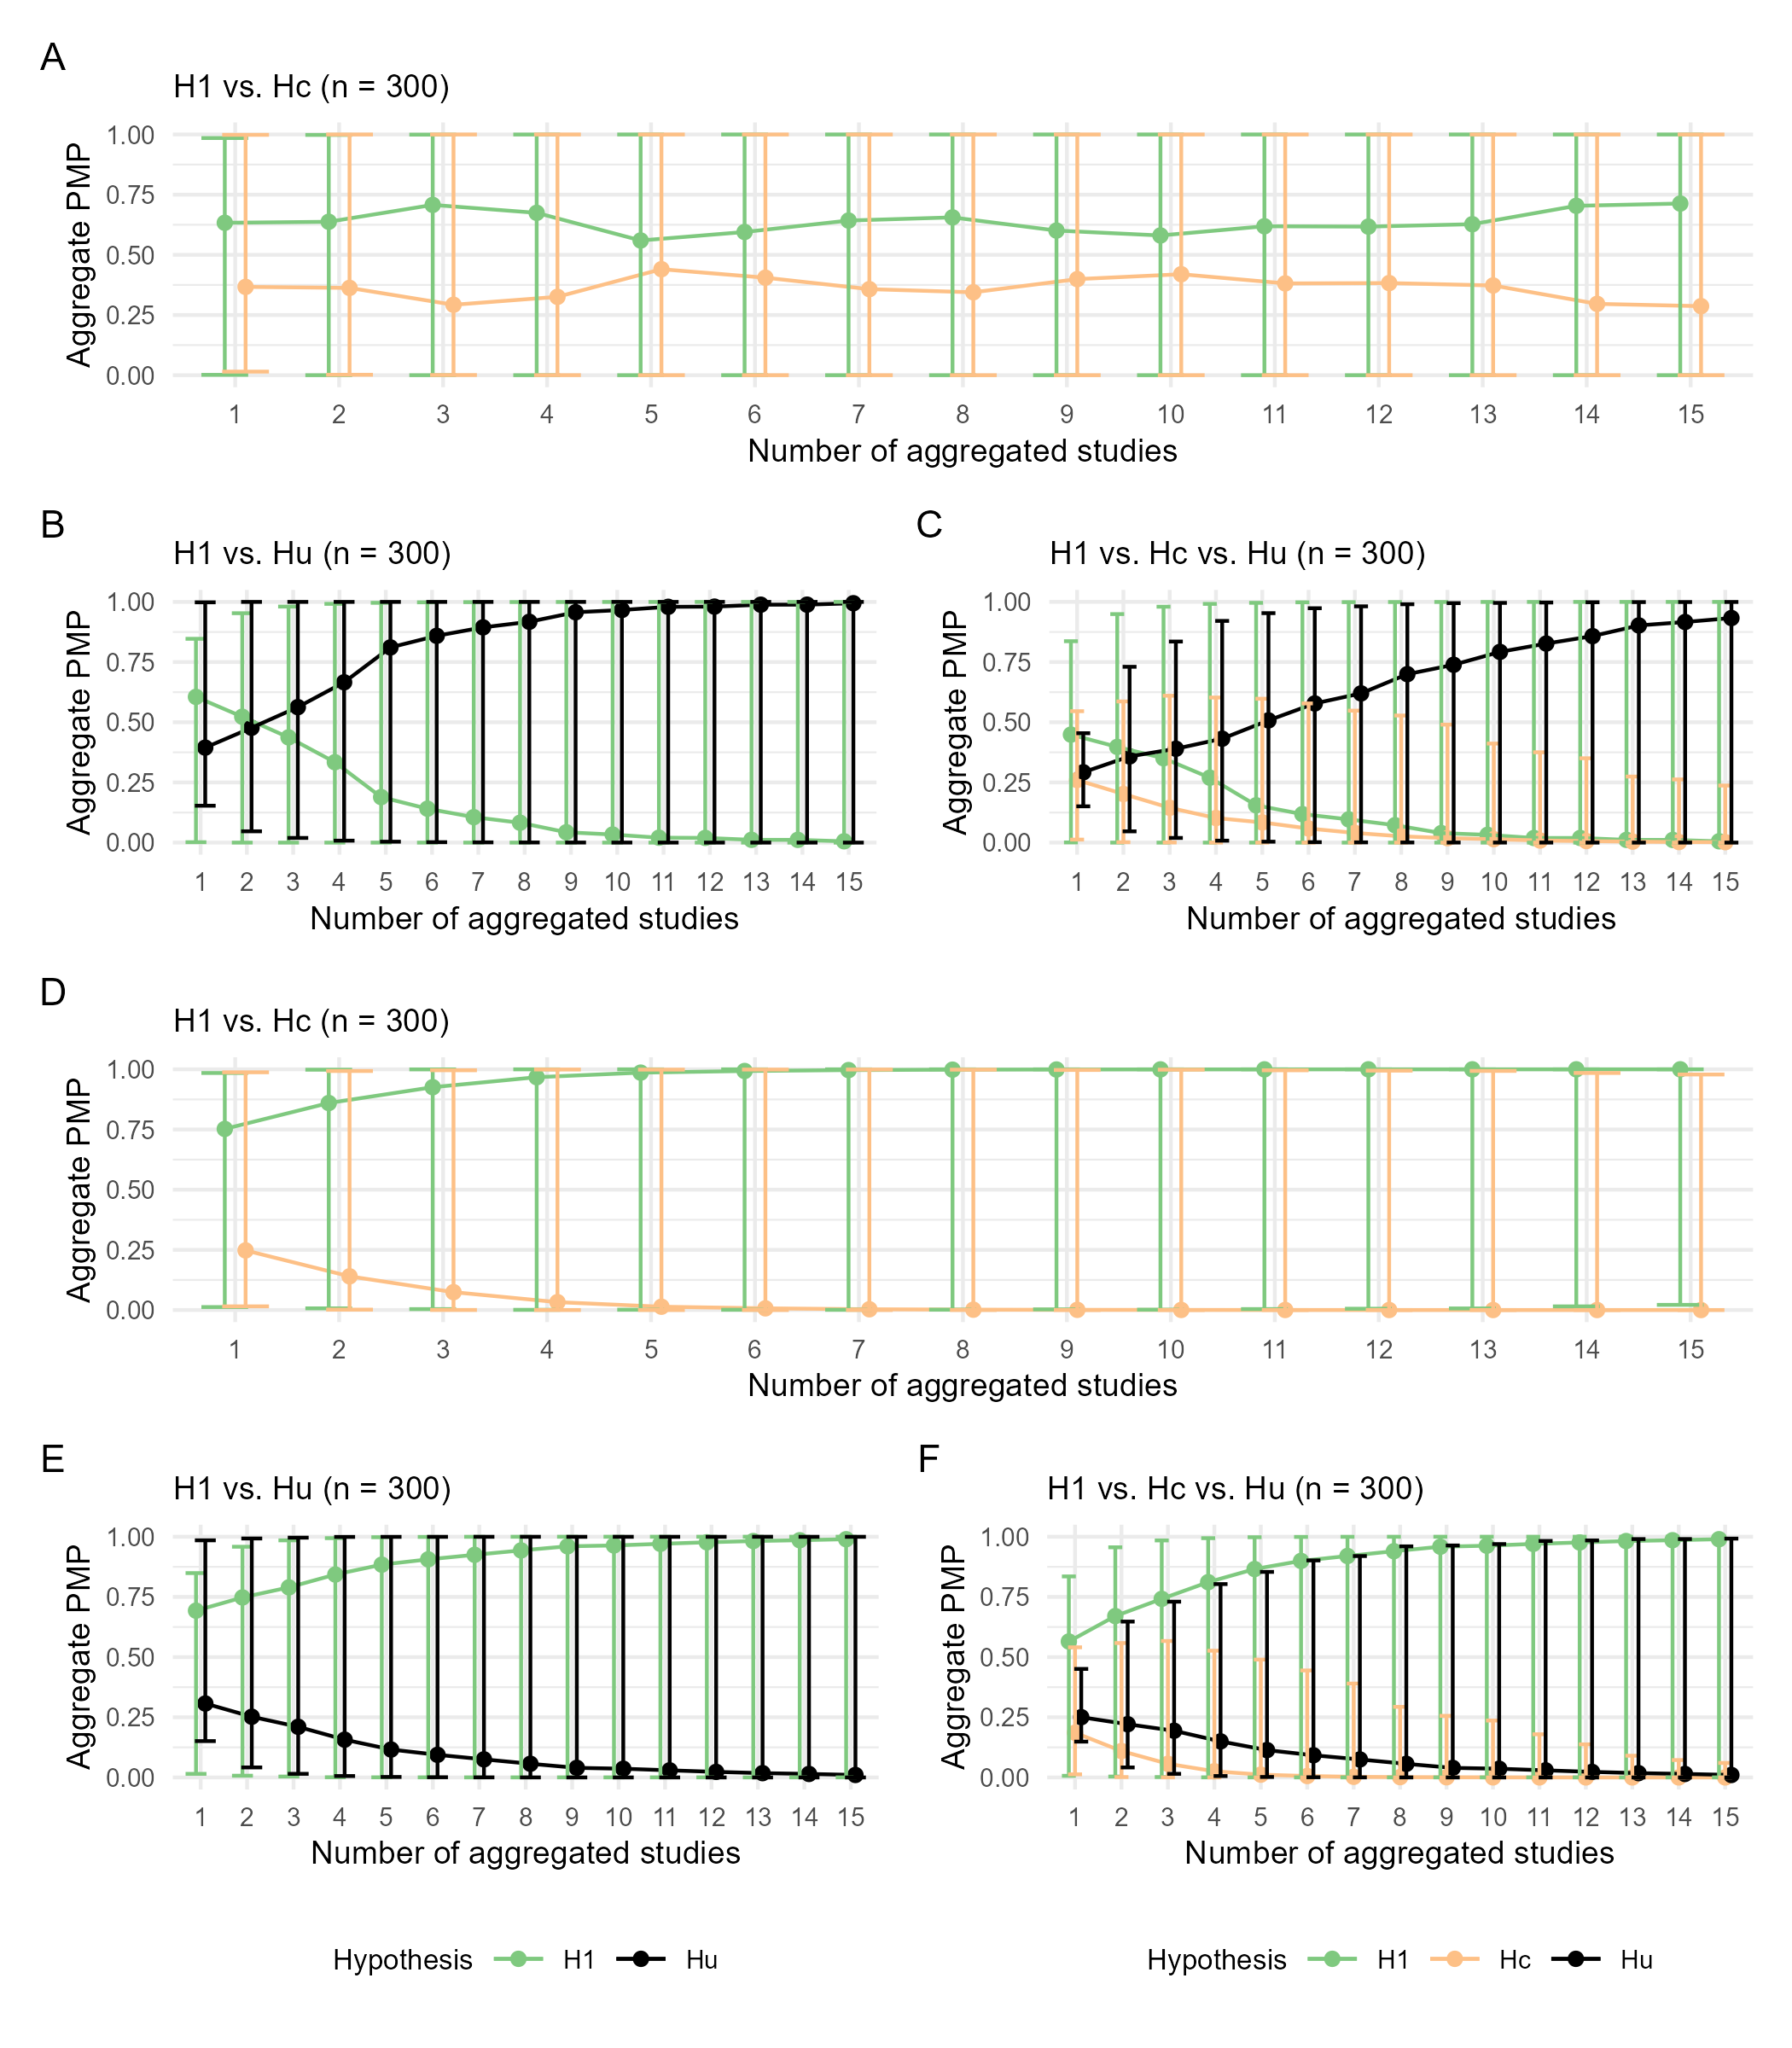 A
H1 vs. Hc (n = 300)
Aggregate PMP
1.00
0.75
0.50
0.25
0.00
1 2 3 4 5 6 7 8 9 10 11 12 13 14 15
Number of aggregated studies
B
H1 vs. Hu (n = 300)
Aggregate PMP
1.00
0.75
0.50
0.25
0.00
1 2 3 4 5 6 7 8 9 10 11 12 13 14 15
Number of aggregated studies
C
H1 vs. Hc vs. Hu (n = 300)
Aggregate PMP
1.00
0.75
0.50
0.25
0.00
1 2 3 4 5 6 7 8 9 10 11 12 13 14 15
Number of aggregated studies
D
H1 vs. Hc (n = 300)
Aggregate PMP
1.00
0.75
0.50
0.25
0.00
1 2 3 4 5 6 7 8 9 10 11 12 13 14 15
Number of aggregated studies
E
H1 vs. Hu (n = 300)
Aggregate PMP
1.00
0.75
0.50
0.25
0.00
1 2 3 4 5 6 7 8 9 10 11 12 13 14 15
Number of aggregated studies
F
H1 vs. Hc vs. Hu (n = 300)
Aggregate PMP
1.00
0.75
0.50
0.25
0.00
1 2 3 4 5 6 7 8 9 10 11 12 13 14 15
Number of aggregated studies
Hypothesis H1 Hu
Hypothesis H1 Hc Hu